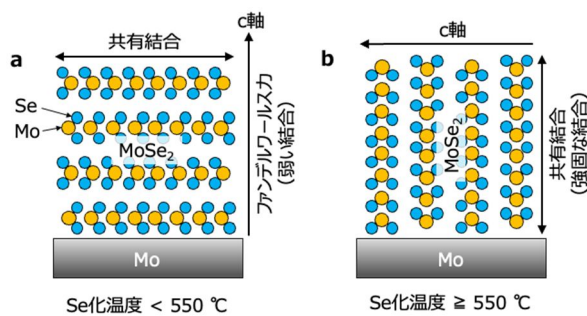 a
共有結合
c軸
Se
Mo
MoSe₂
ファンデルワールス力
(弱い結合)
Mo
Se化温度 < 550 ℃
b
c軸
MoSe₂
共有結合
(強固な結合)
Mo
Se化温度 ≧ 550 ℃